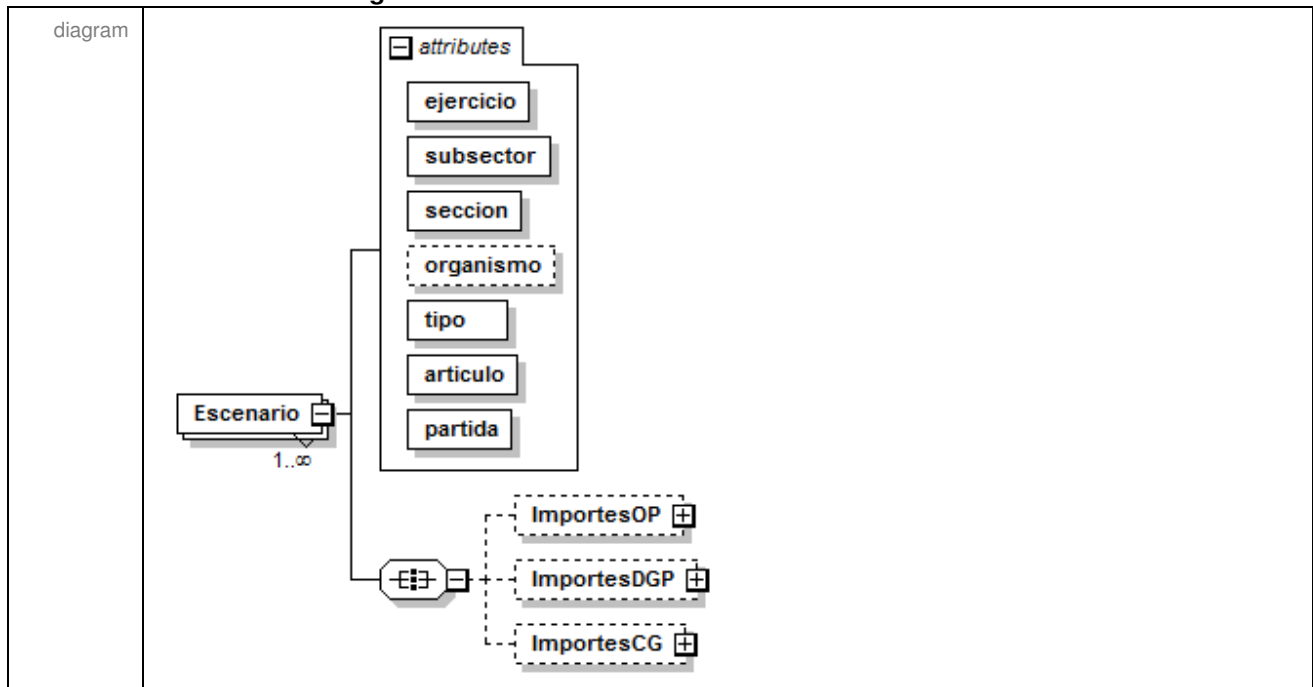 diagram
attributes
ejercicio
subsector
seccion
organismo
tipo
articulo
partida
Escenario
1..∞
ImportesOP
ImportesDGP
ImportesCG